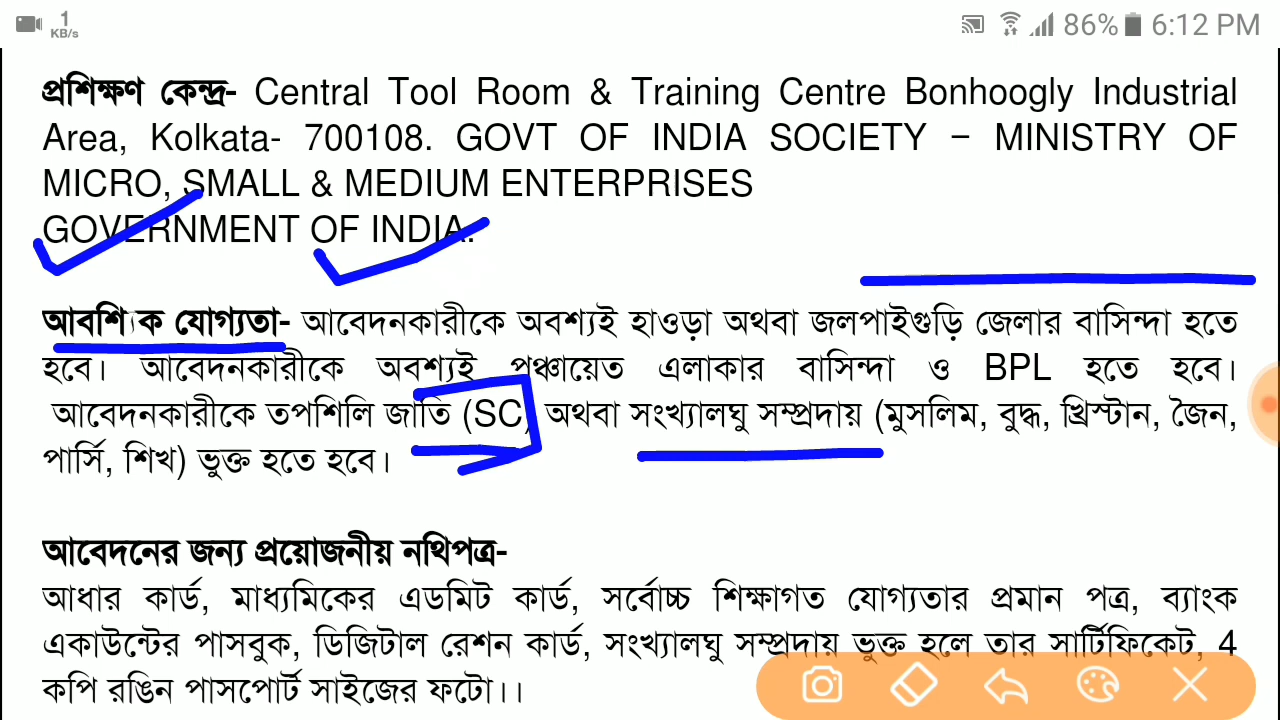 1
KB/s
86% 6:12 PM
প্রশিক্ষণ কেন্দ্র- Central Tool Room & Training Centre Bonhoogly Industrial
Area, Kolkata- 700108. GOVT OF INDIA SOCIETY – MINISTRY OF
MICRO, SMALL & MEDIUM ENTERPRISES
GOVERNMENT OF INDIA.
আবশ্যিক যোগ্যতা- আবেদনকারীকে অবশ্যই হাওড়া অথবা জলপাইগুড়ি জেলার বাসিন্দা হতে
হবে। আবেদনকারীকে অবশ্যই পঞ্চায়েত এলাকার বাসিন্দা ও BPL হতে হবে।
আবেদনকারীকে তপশিলি জাতি (SC) অথবা সংখ্যালঘু সম্প্রদায় (মুসলিম, বুদ্ধ, খ্রিস্টান, জৈন,
পার্সি, শিখ) ভুক্ত হতে হবে।
আবেদনের জন্য প্রয়োজনীয় নথিপত্র-
আধার কার্ড, মাধ্যমিকের এডমিট কার্ড, সর্বোচ্চ শিক্ষাগত যোগ্যতার প্রমান পত্র, ব্যাংক
একাউন্টের পাসবুক, ডিজিটাল রেশন কার্ড, সংখ্যালঘু সম্প্রদায় ভুক্ত হলে তার সার্টিফিকেট, 4
কপি রঙিন পাসপোর্ট সাইজের ফটো।।